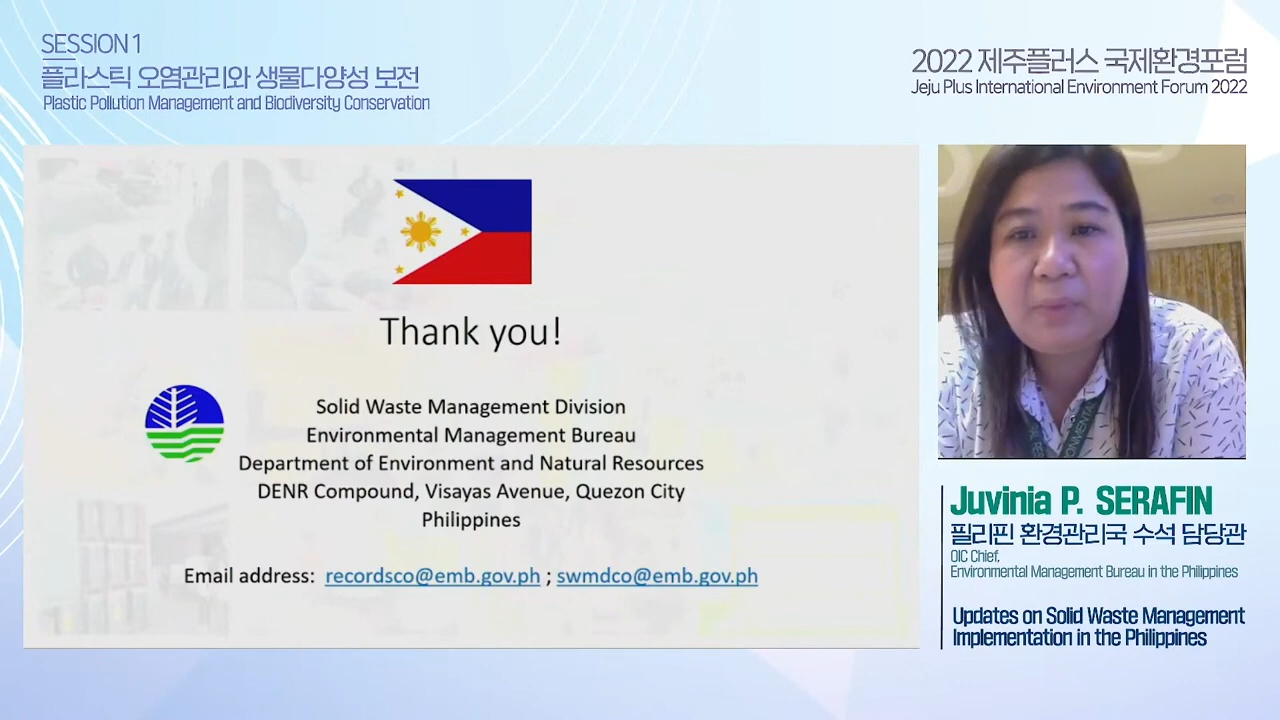 SESSION 1
플라스틱 오염관리와 생물다양성 보전
Plastic Pollution Management and Biodiversity Conservation
2022 제주플러스 국제환경포럼
Jeju Plus International Environment Forum 2022
Thank you!
Solid Waste Management Division
Environmental Management Bureau
Department of Environment and Natural Resources
DENR Compound, Visayas Avenue, Quezon City
Philippines
Email address: recordsco@emb.gov.ph ; swmdco@emb.gov.ph
Juvinia P. SERAFIN
필리핀 환경관리국 수석 담당관
OIC Chief,
Environmental Management Bureau in the Philippines
Updates on Solid Waste Management
Implementation in the Philippines